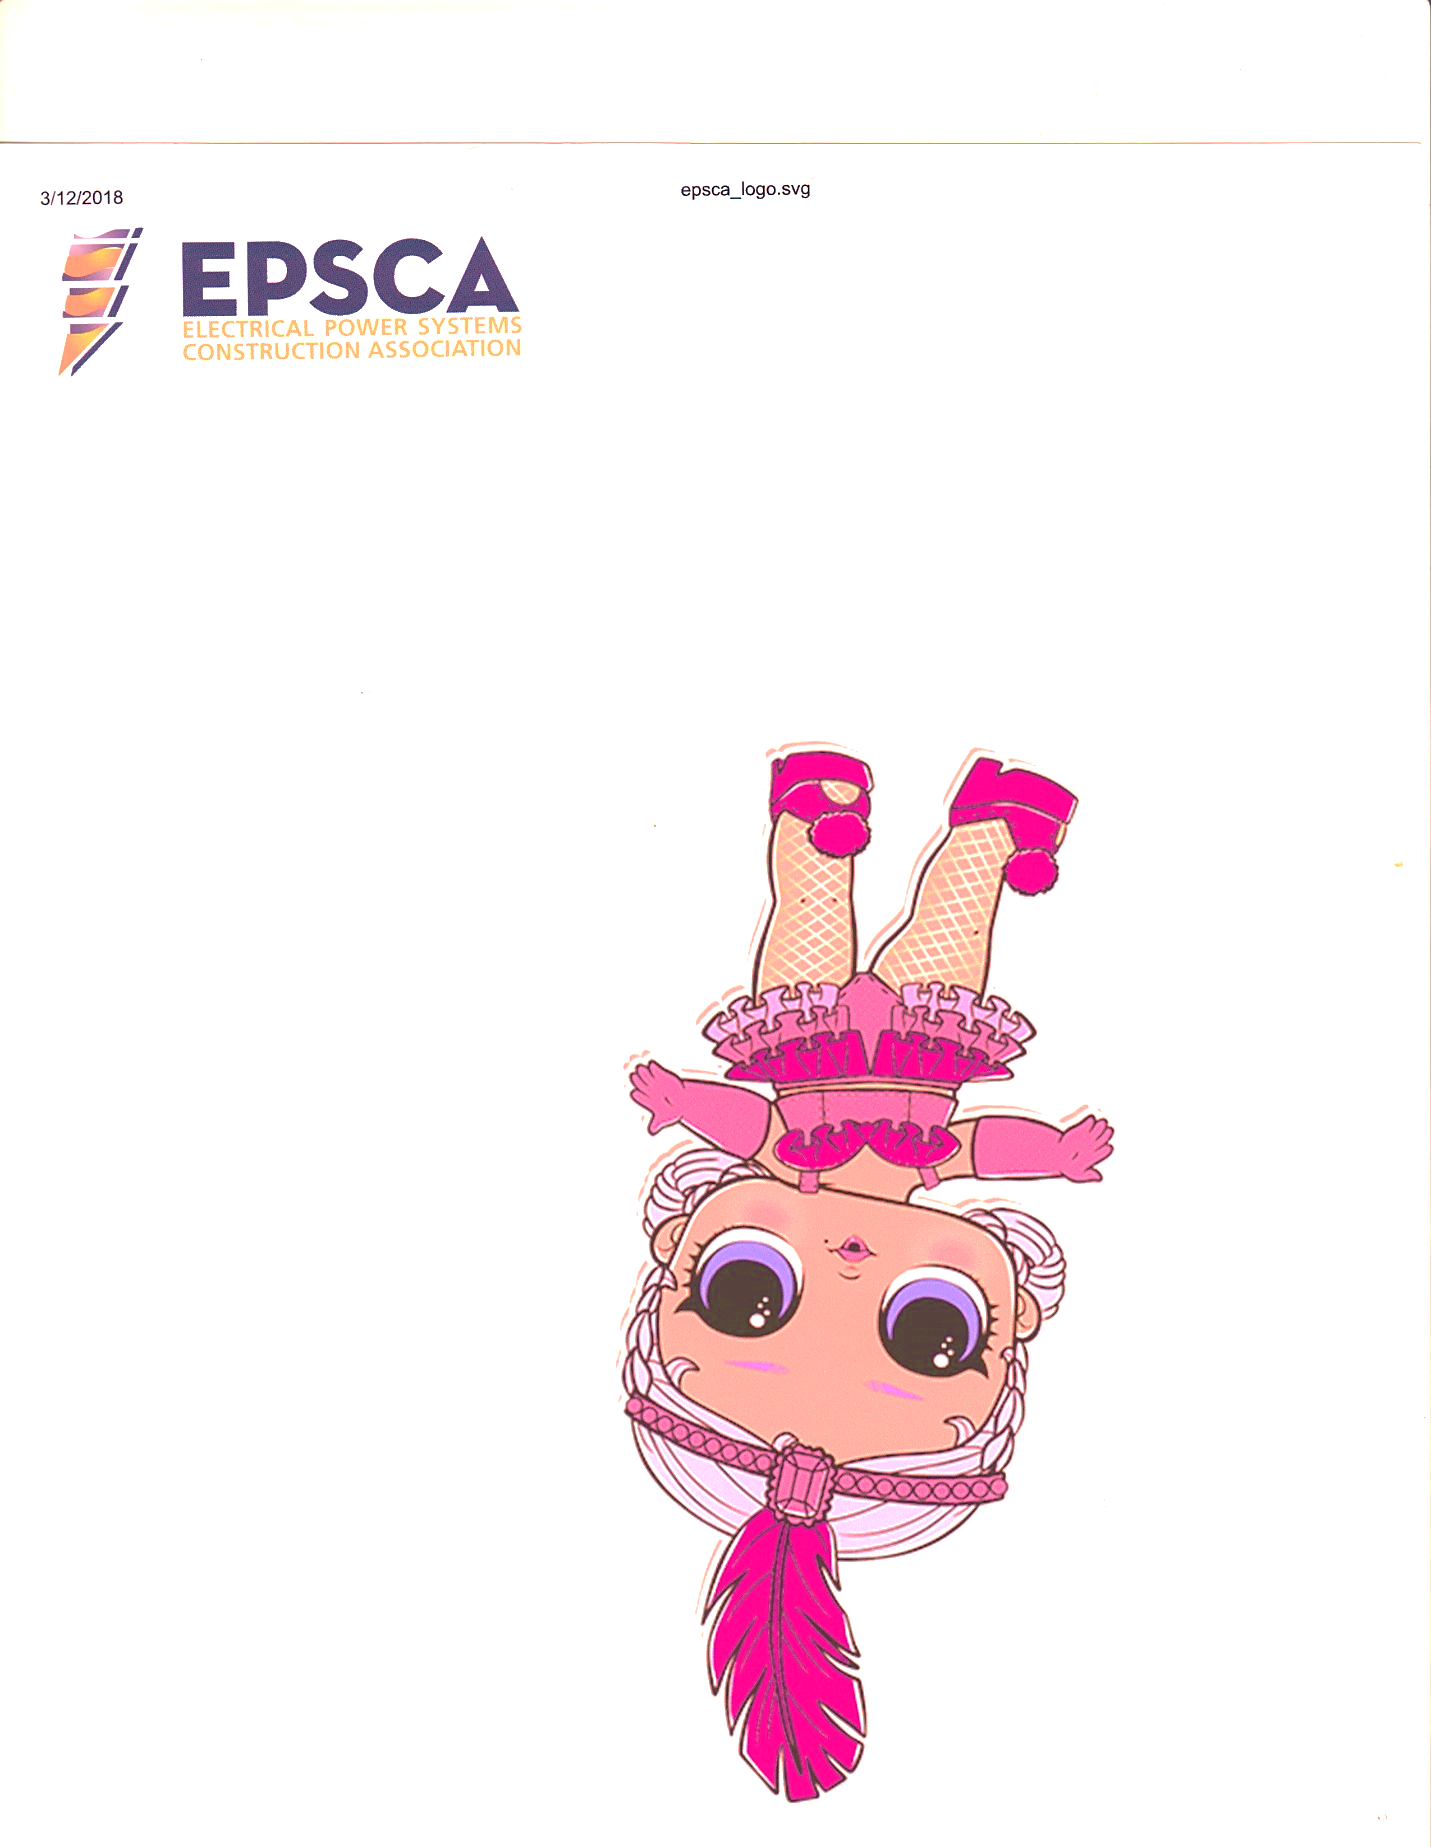 3/12/2018
epsca_logo.svg
EPSCA
ELECTRICAL POWER SYSTEMS
CONSTRUCTION ASSOCIATION